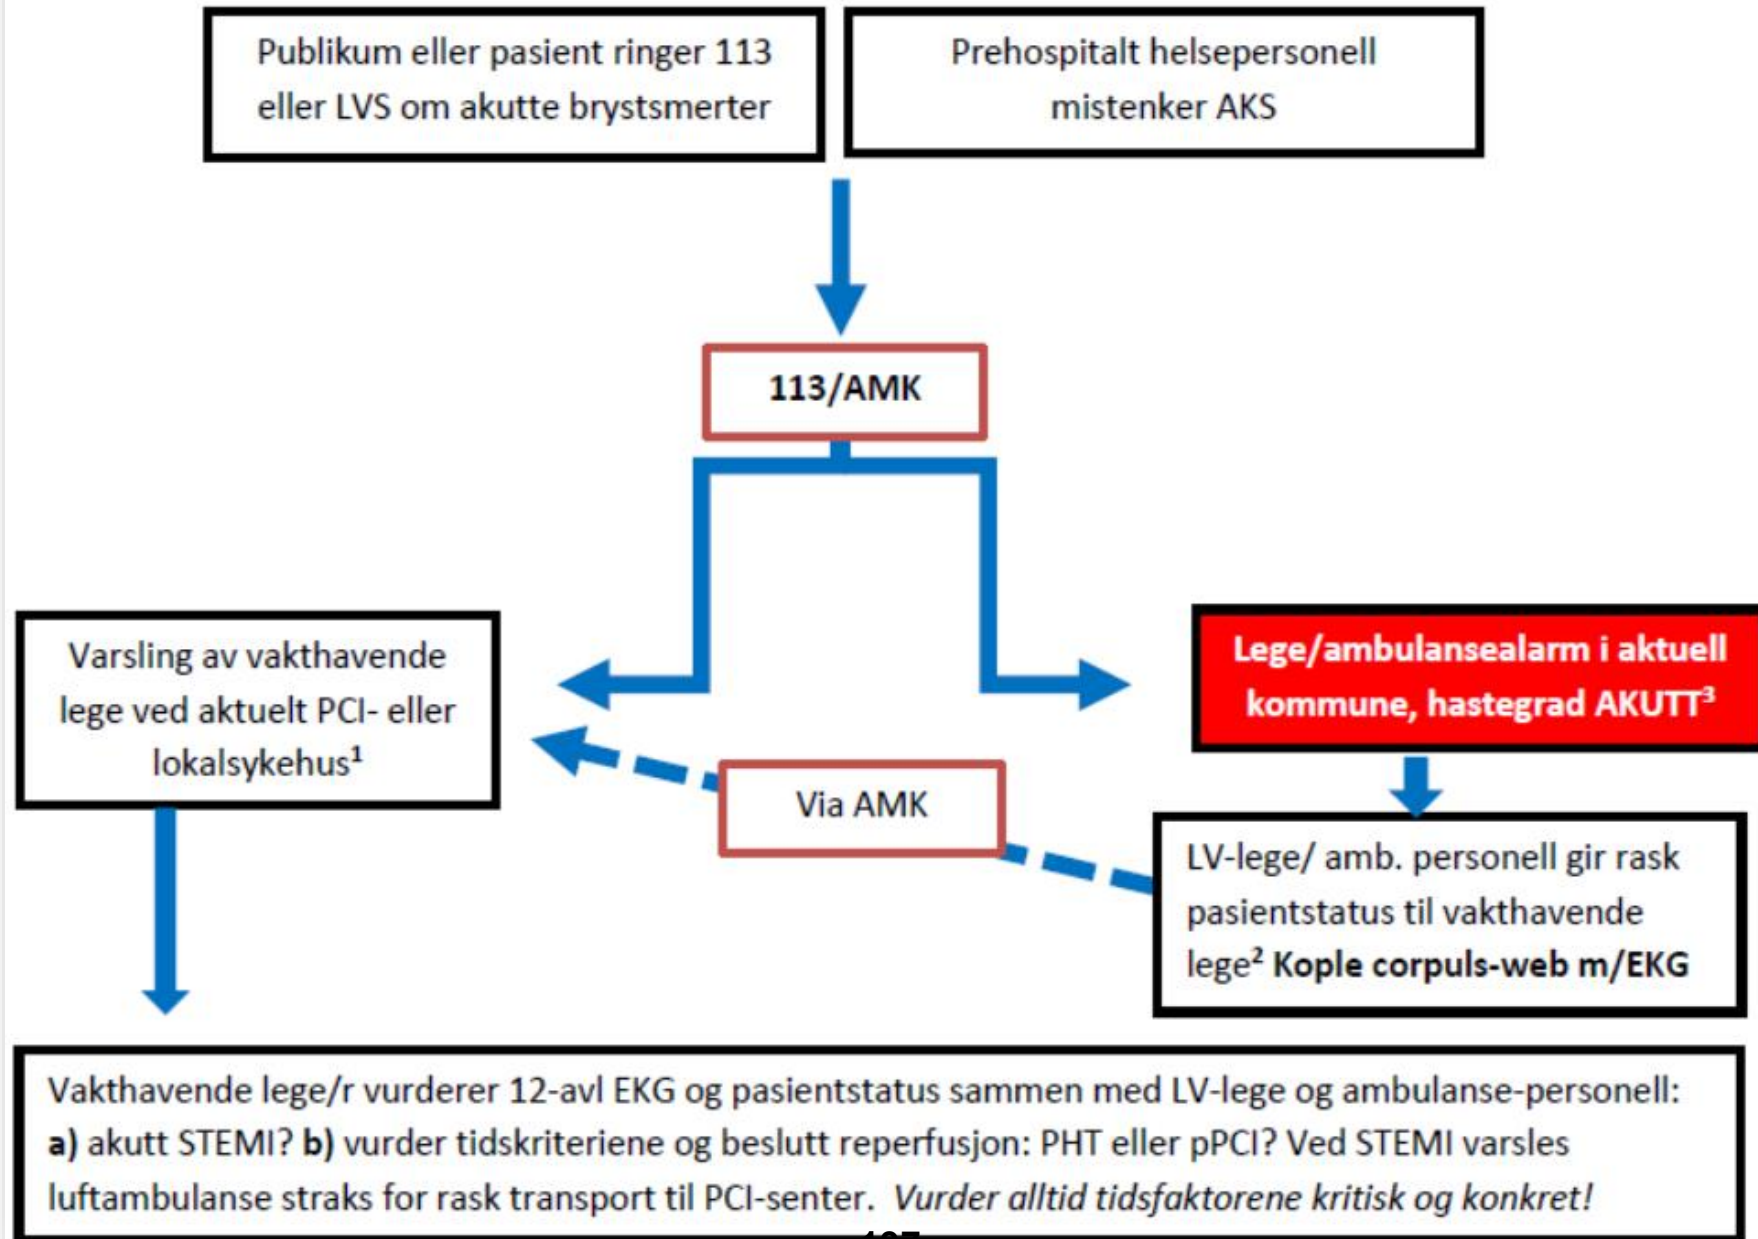 Publikum eller pasient ringer 113
eller LVS om akutte brystsmerter
Prehospitalt helsepersonell
mistenker AKS
113/AMK
Varsling av vakthavende
lege ved aktuelt PCI- eller
lokalsykehus¹
Lege/ambulansealarm i aktuell
kommune, hastegrad AKUTT³
Via AMK
LV-lege/ amb. personell gir rask
pasientstatus til vakthavende
lege² Kople corpuls-web m/EKG
Vakthavende lege/r vurderer 12-avl EKG og pasientstatus sammen med LV-lege og ambulanse-personell:
a) akutt STEMI? b) vurder tidskriteriene og beslutt reperfusjon: PHT eller pPCI? Ved STEMI varsles
luftambulanse straks for rask transport til PCI-senter. Vurder alltid tidsfaktorene kritisk og konkret!